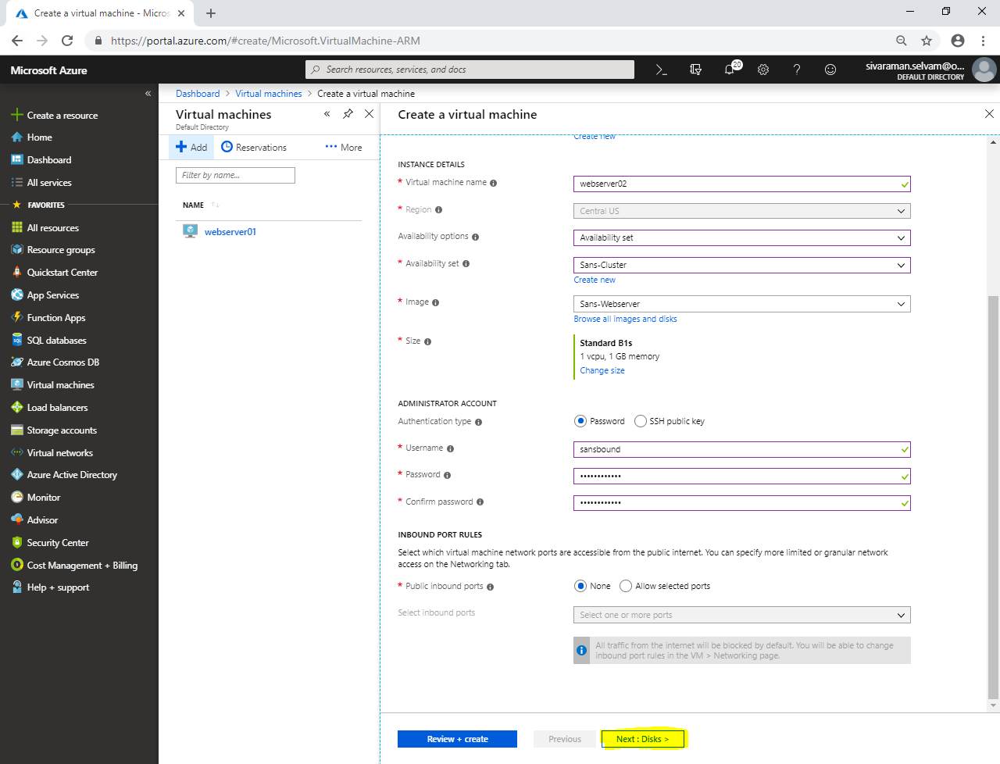 Create a virtual machine - Micros
https://portal.azure.com/#create/Microsoft.VirtualMachine-ARM
Microsoft Azure
Search resources, services, and docs
20
sivaraman.selvam@o...
DEFAULT DIRECTORY
Create a resource
Home
Dashboard
All services
FAVORITES
All resources
Resource groups
Quickstart Center
App Services
Function Apps
SQL databases
Azure Cosmos DB
Virtual machines
Load balancers
Storage accounts
Virtual networks
Azure Active Directory
Monitor
Advisor
Security Center
Cost Management + Billing
Help + support
Dashboard > Virtual machines > Create a virtual machine
Virtual machines
Default Directory
Add
Reservations
More
Filter by name...
NAME
webserver01
Create a virtual machine
Create new
INSTANCE DETAILS
* Virtual machine name
webserver02
* Region
Central US
Availability options
Availability set
* Availability set
Sans-Cluster
Create new
* Image
Sans-Webserver
Browse all images and disks
* Size
Standard B1s
1 vcpu, 1 GB memory
Change size
ADMINISTRATOR ACCOUNT
Authentication type
Password
SSH public key
* Username
sansbound
* Password
••••••••••••
* Confirm password
••••••••••••
INBOUND PORT RULES
Select which virtual machine network ports are accessible from the public internet. You can specify more limited or granular network
access on the Networking tab.
* Public inbound ports
None
Allow selected ports
Select inbound ports
Select one or more ports
All traffic from the internet will be blocked by default. You will be able to change
inbound port rules in the VM > Networking page.
Review + create
Previous
Next : Disks >